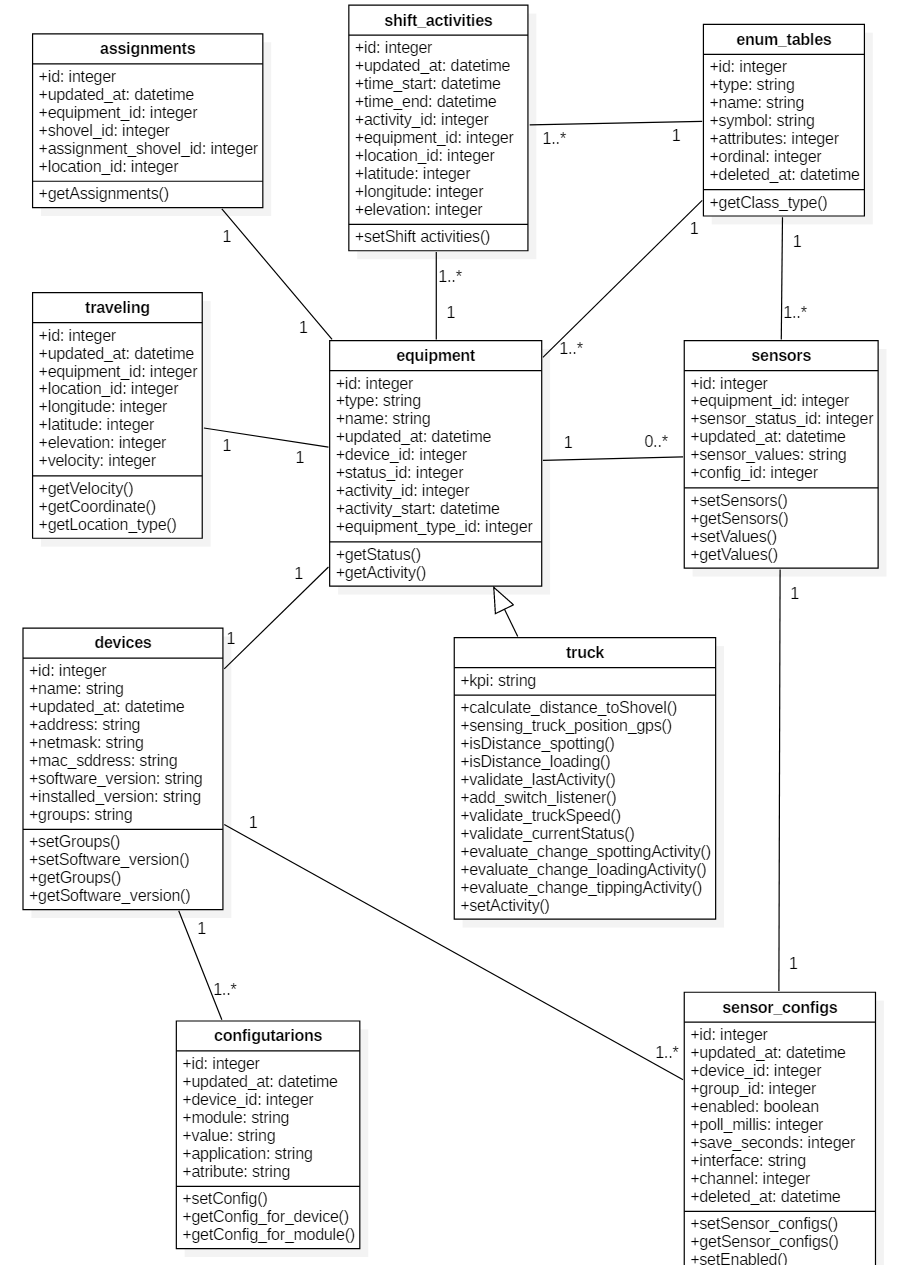 shift_activities
+id: integer
+updated_at: datetime
+time_start: datetime
+time_end: datetime
+activity_id: integer
+equipment_id: integer
+location_id: integer
+latitude: integer
+longitude: integer
+elevation: integer
+setShift activities()
assignments
+id: integer
+updated_at: datetime
+equipment_id: integer
+shovel_id: integer
+assignment_shovel_id: integer
+location_id: integer
+getAssignments()
enum_tables
+id: integer
+type: string
+name: string
+symbol: string
+attributes: integer
+ordinal: integer
+deleted_at: datetime
+getClass_type()
1..*
1
1
1
1
1..*
1
1..*
1
1
1..*
traveling
+id: integer
+updated_at: datetime
+equipment_id: integer
+location_id: integer
+longitude: integer
+latitude: integer
+elevation: integer
+velocity: integer
+getVelocity()
+getCoordinate()
+getLocation_type()
equipment
+id: integer
+type: string
+name: string
+updated_at: datetime
+device_id: integer
+status_id: integer
+activity_id: integer
+activity_start: datetime
+equipment_type_id: integer
+getStatus()
+getActivity()
sensors
+id: integer
+equipment_id: integer
+sensor_status_id: integer
+updated_at: datetime
+sensor_values: string
+config_id: integer
+setSensors()
+getSensors()
+setValues()
+getValues()
1
1
1
0..*
1
1
1
devices
+id: integer
+name: string
+updated_at: datetime
+address: string
+netmask: string
+mac_sddress: string
+software_version: string
+installed_version: string
+groups: string
+setGroups()
+setSoftware_version()
+getGroups()
+getSoftware_version()
truck
+kpi: string
+calculate_distance_toShovel()
+sensing_truck_position_gps()
+isDistance_spotting()
+isDistance_loading()
+validate_lastActivity()
+add_switch_listener()
+validate_truckSpeed()
+validate_currentStatus()
+evaluate_change_spottingActivity()
+evaluate_change_loadingActivity()
+evaluate_change_tippingActivity()
+setActivity()
1
1
1..*
1
1..*
configutarions
+id: integer
+updated_at: datetime
+device_id: integer
+module: string
+value: string
+application: string
+atribute: string
+setConfig()
+getConfig_for_device()
+getConfig_for_module()
sensor_configs
+id: integer
+updated_at: datetime
+device_id: integer
+group_id: integer
+enabled: boolean
+poll_millis: integer
+save_seconds: integer
+interface: string
+channel: integer
+deleted_at: datetime
+setSensor_configs()
+getSensor_configs()
+setEnabled()